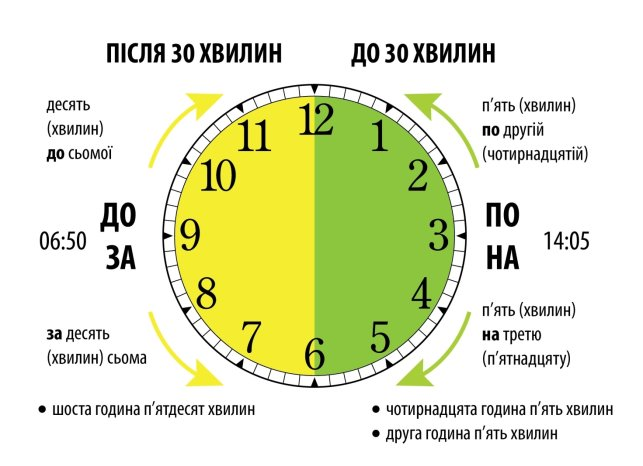 ПІСЛЯ 30 ХВИЛИН
ДО 30 ХВИЛИН
десять
(хвилин)
до сьомої
п'ять (хвилин)
по другій
(чотирнадцятій)
12
11
1
10
2
9
3
8
4
7
5
6
06:50
ДО
ЗА
ПО
НА
14:05
за десять
(хвилин) сьома
п'ять (хвилин)
на третю
(п'ятнадцяту)
• шоста година п'ятдесят хвилин
• чотирнадцята година п'ять хвилин
• друга година п'ять хвилин